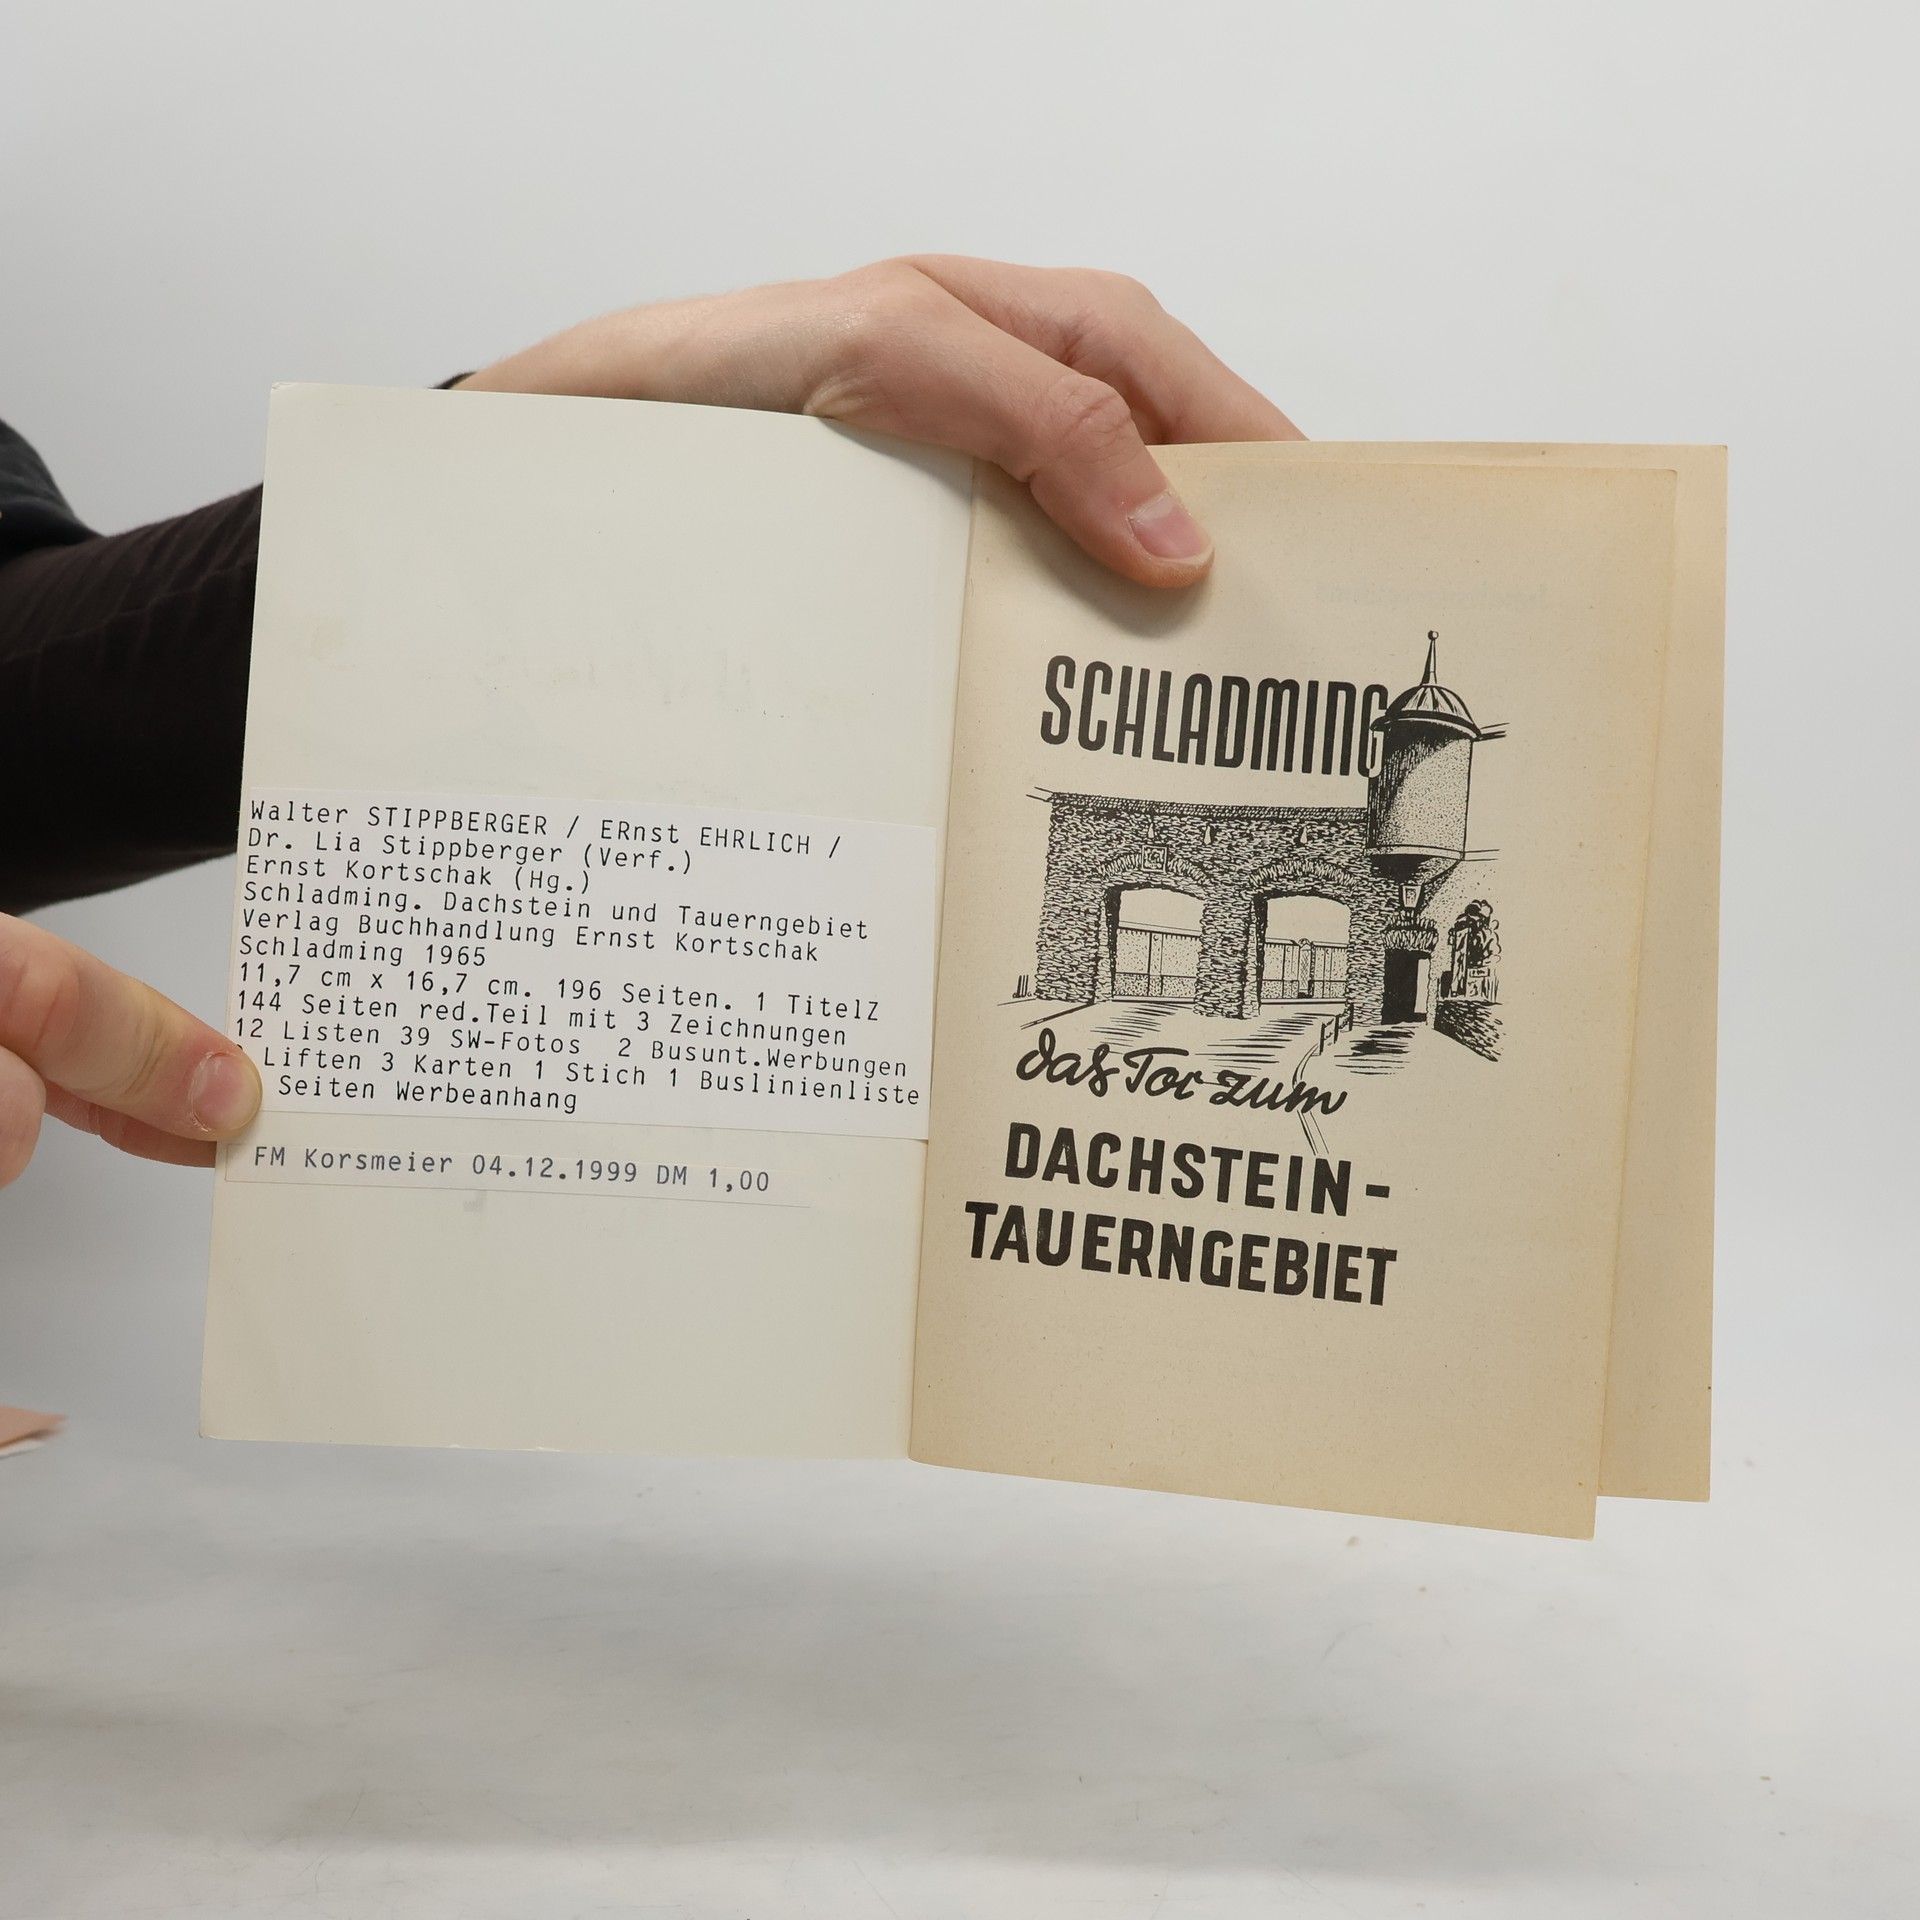 Walter STIPPBERGER / ERnst EHRLICH /
Dr. Lia Stippberger (Verf.)
Ernst Kortschak (Hg.)
Schladming. Dachstein und Tauerngebiet
Verlag Buchhandlung Ernst Kortschak
Schladming 1965
11,7 cm x 16,7 cm. 196 Seiten. 1 TitelZ
144 Seiten red.Teil mit 3 Zeichnungen
12 Listen 39 SW-Fotos 2 Busunt.Werbungen
Liften 3 Karten 1 Stich 1 Buslinienliste
Seiten Werbeanhang
FM Korsmeier 04.12.1999 DM 1,00
SCHLADMING
das Tor zum
DACHSTEIN-
TAUERNGEBIET